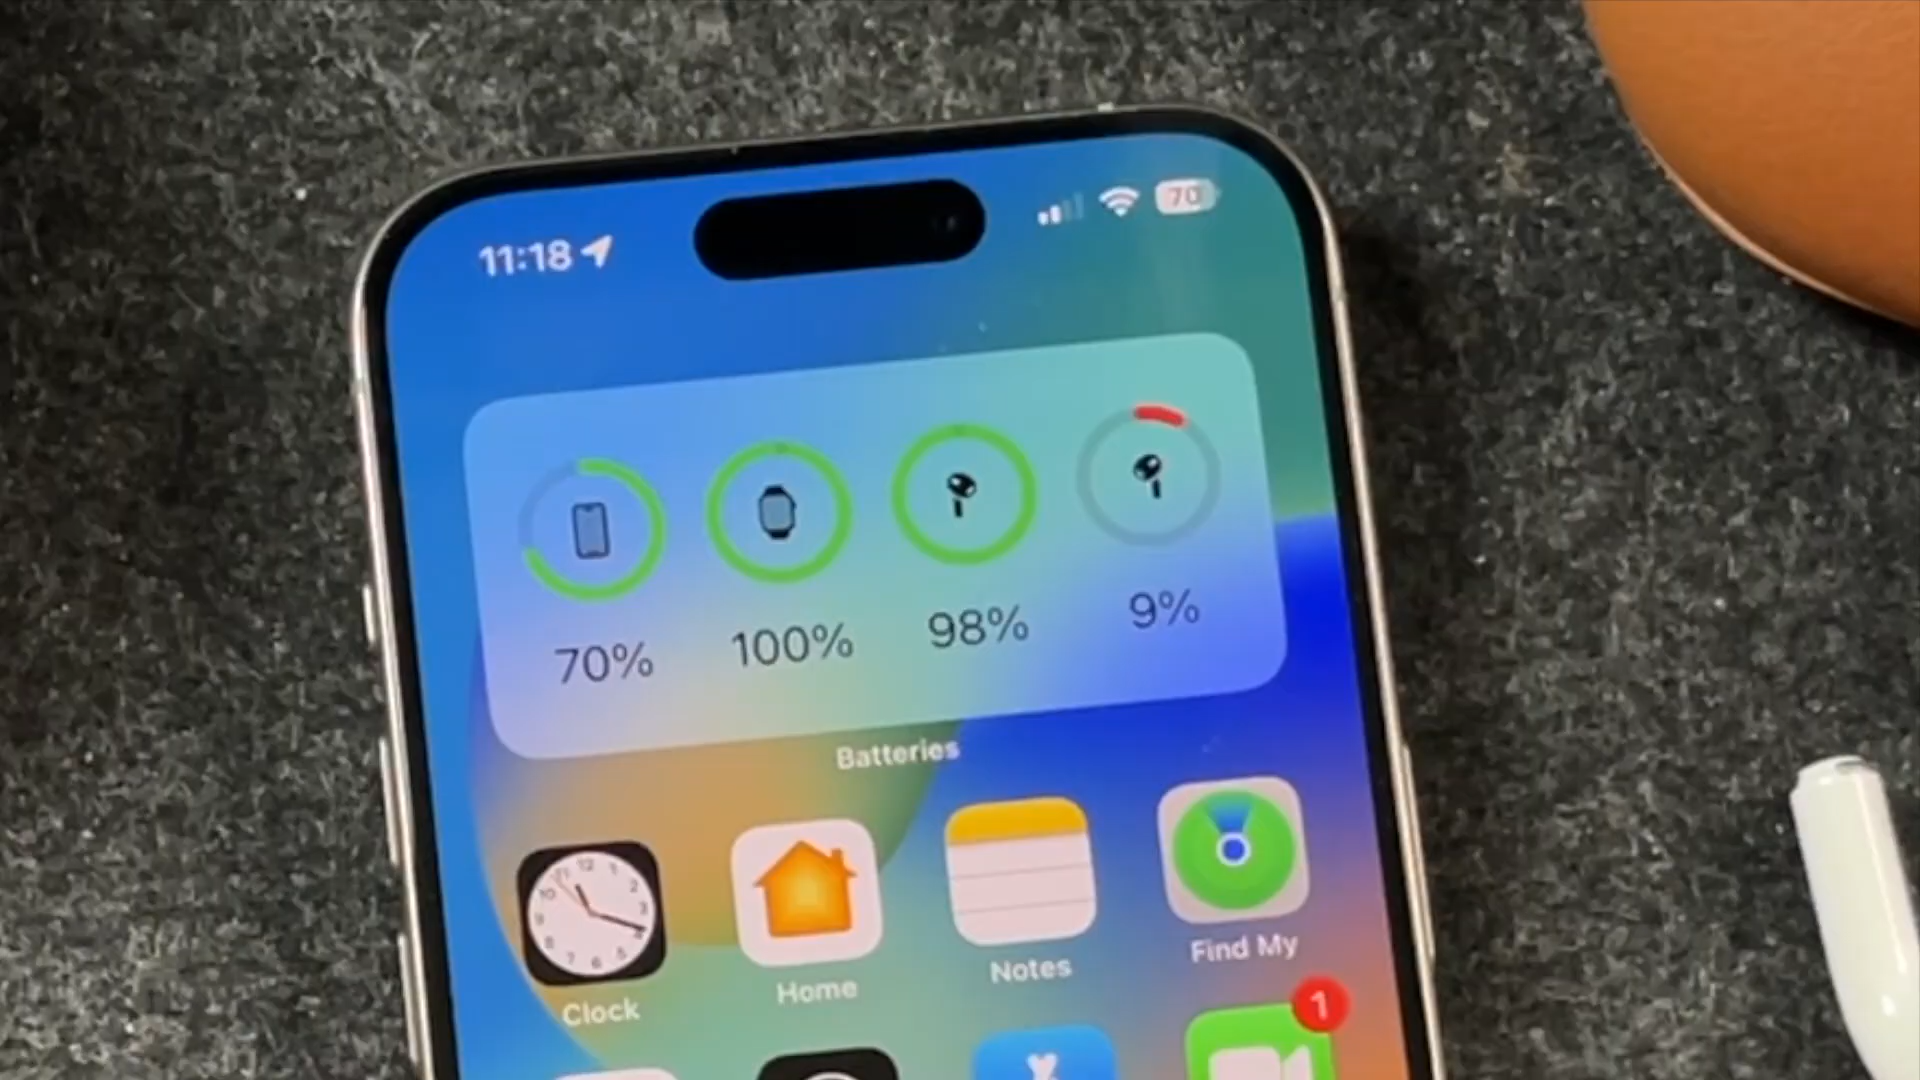 11:18
70
70%
100%
98%
9%
Batteries
Clock
Home
Notes
Find My
1